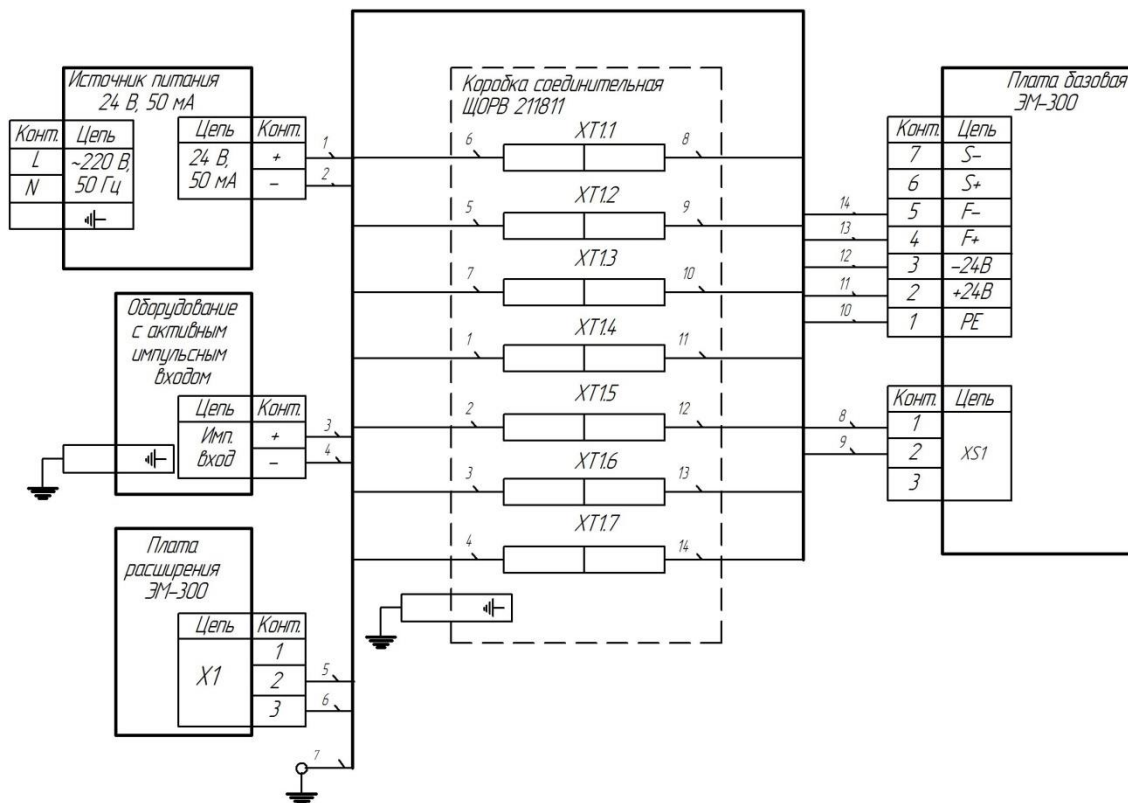 Источник питания
24 В, 50 мА
Конт. Цепь
L ~220 В,
N 50 Гц
Цепь Конт.
24 В, +
50 мА –
1
2
Оборудование
с активным
импульсным
входом
Цепь Конт.
Имп. +
вход –
3
4
Плата
расширения
ЭМ-300
Цепь Конт.
X1
1
2
3
5
6
7
Коробка соединительная
ЩОРВ 211811
6 XT1.1 8
5 XT1.2 9
7 XT1.3 10
1 XT1.4 11
2 XT1.5 12
3 XT1.6 13
4 XT1.7 14
Плата базовая
ЭМ-300
Конт. Цепь
7 S–
6 S+
14 5 F–
13 4 F+
12 3 –24В
11 2 +24В
10 1 PE
Конт. Цепь
8 1
9 2 XS1
3